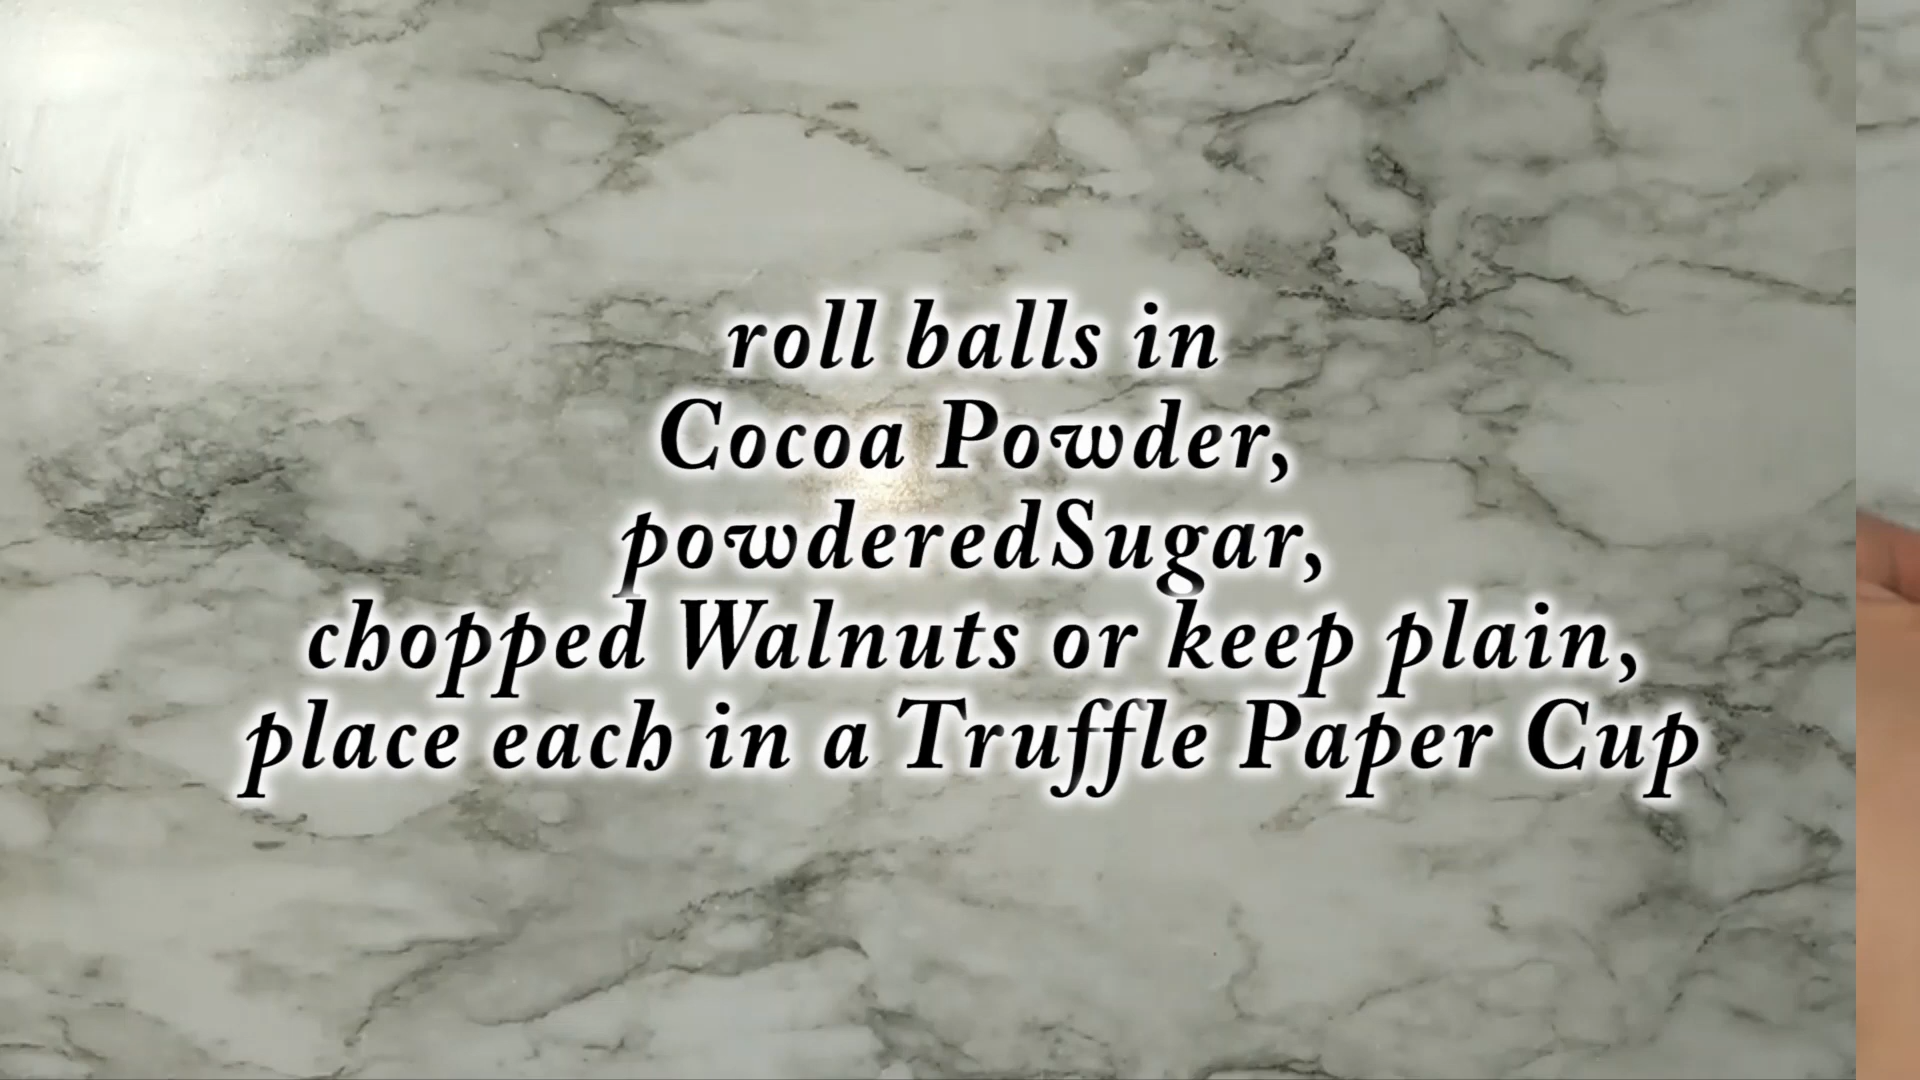 roll balls in
Cocoa Powder,
powderedSugar,
chopped Walnuts or keep plain,
place each in a Truffle Paper Cup